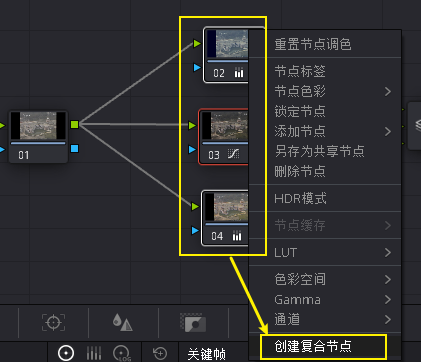 重置节点调色
02
节点标签
节点色彩
锁定节点
添加节点
01
03
另存为共享节点
删除节点
HDR模式
节点缓存
04
LUT
色彩空间
Gamma
通道
创建复合节点
LOG
关键帧